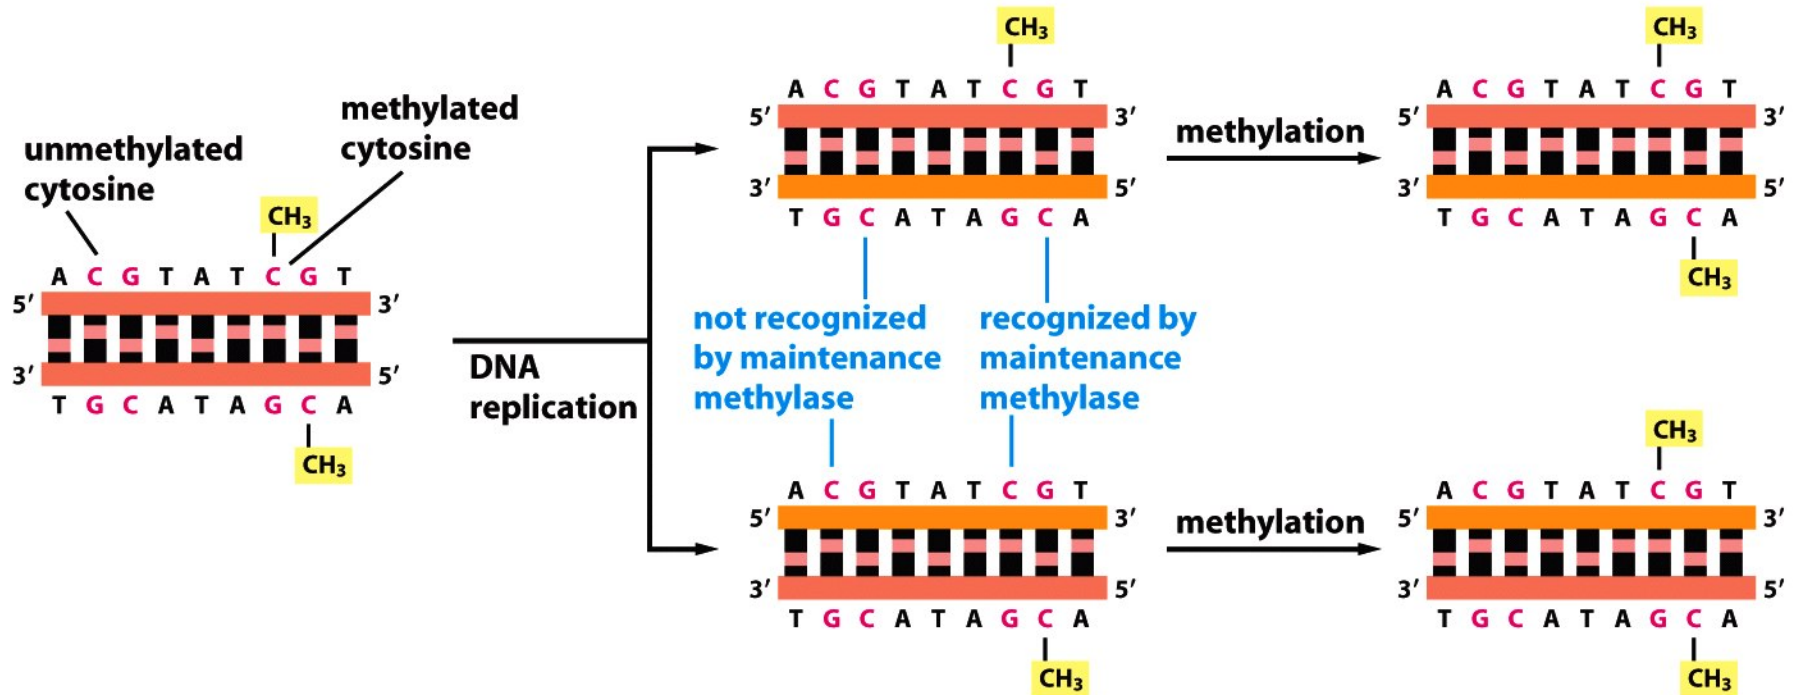 unmethylated
cytosine
methylated
cytosine
CH₃
A C G T A T C G T
5′ 3′
3′ 5′
T G C A T A G C A
CH₃
DNA
replication
CH₃
A C G T A T C G T
5′ 3′
3′ 5′
T G C A T A G C A
not recognized
by maintenance
methylase
recognized by
maintenance
methylase
A C G T A T C G T
5′ 3′
3′ 5′
T G C A T A G C A
CH₃
methylation
CH₃
A C G T A T C G T
5′ 3′
3′ 5′
T G C A T A G C A
CH₃
methylation
CH₃
A C G T A T C G T
5′ 3′
3′ 5′
T G C A T A G C A
CH₃